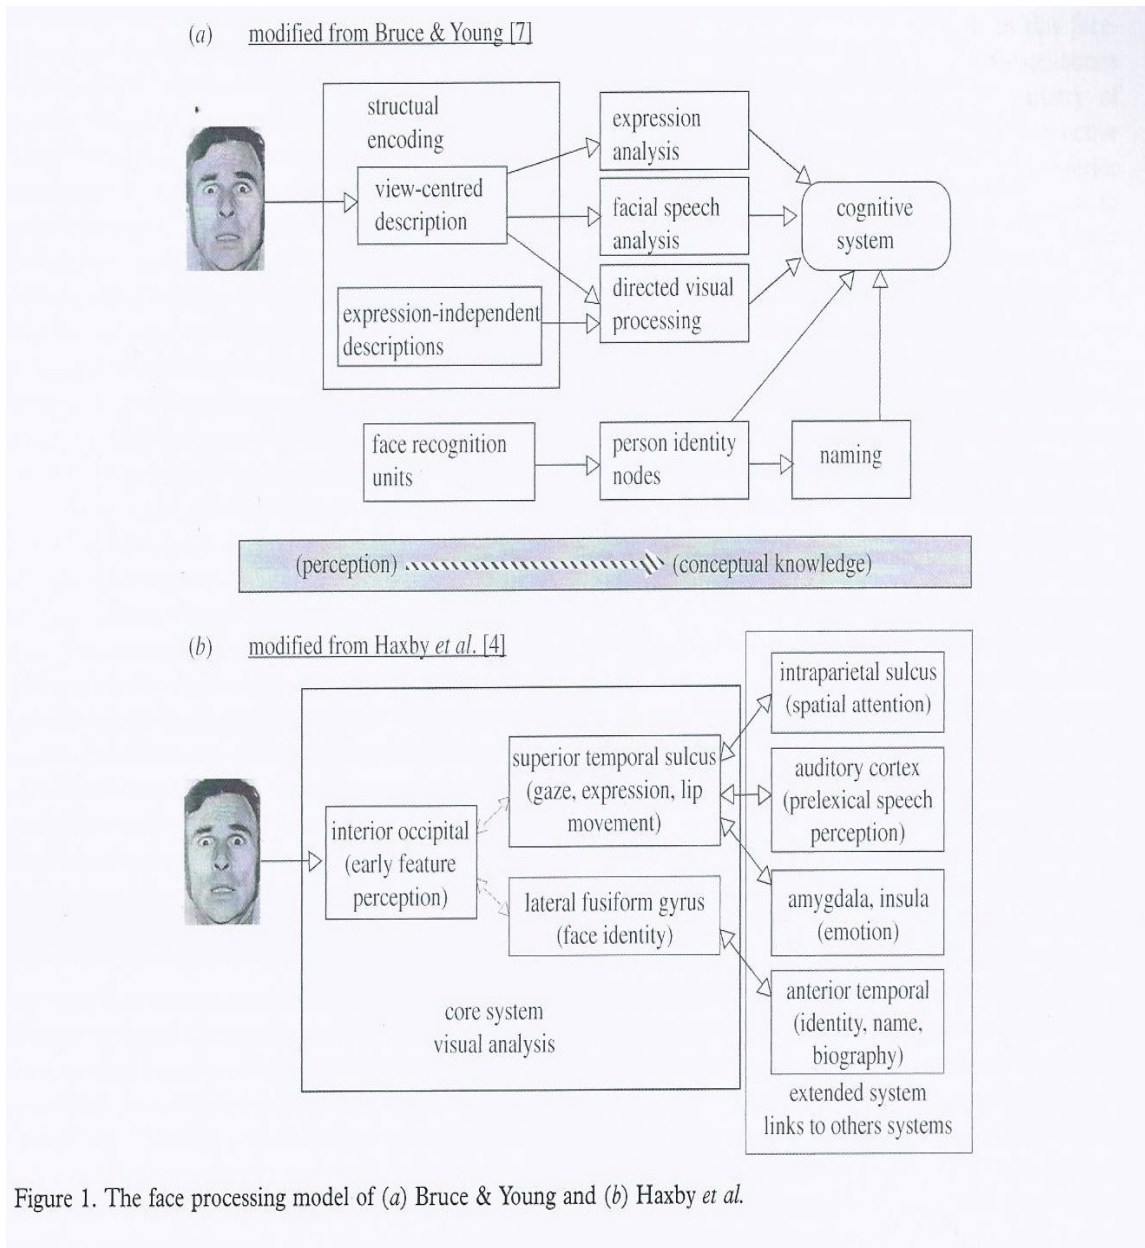 (a) modified from Bruce & Young [7]
structual
encoding
view-centred
description
expression-independent
descriptions
expression
analysis
facial speech
analysis
directed visual
processing
cognitive
system
face recognition
units
person identity
nodes
naming
(perception) (conceptual knowledge)
(b) modified from Haxby et al. [4]
interior occipital
(early feature
perception)
superior temporal sulcus
(gaze, expression, lip
movement)
lateral fusiform gyrus
(face identity)
core system
visual analysis
intraparietal sulcus
(spatial attention)
auditory cortex
(prelexical speech
perception)
amygdala, insula
(emotion)
anterior temporal
(identity, name,
biography)
extended system
links to others systems
Figure 1. The face processing model of (a) Bruce & Young and (b) Haxby et al.